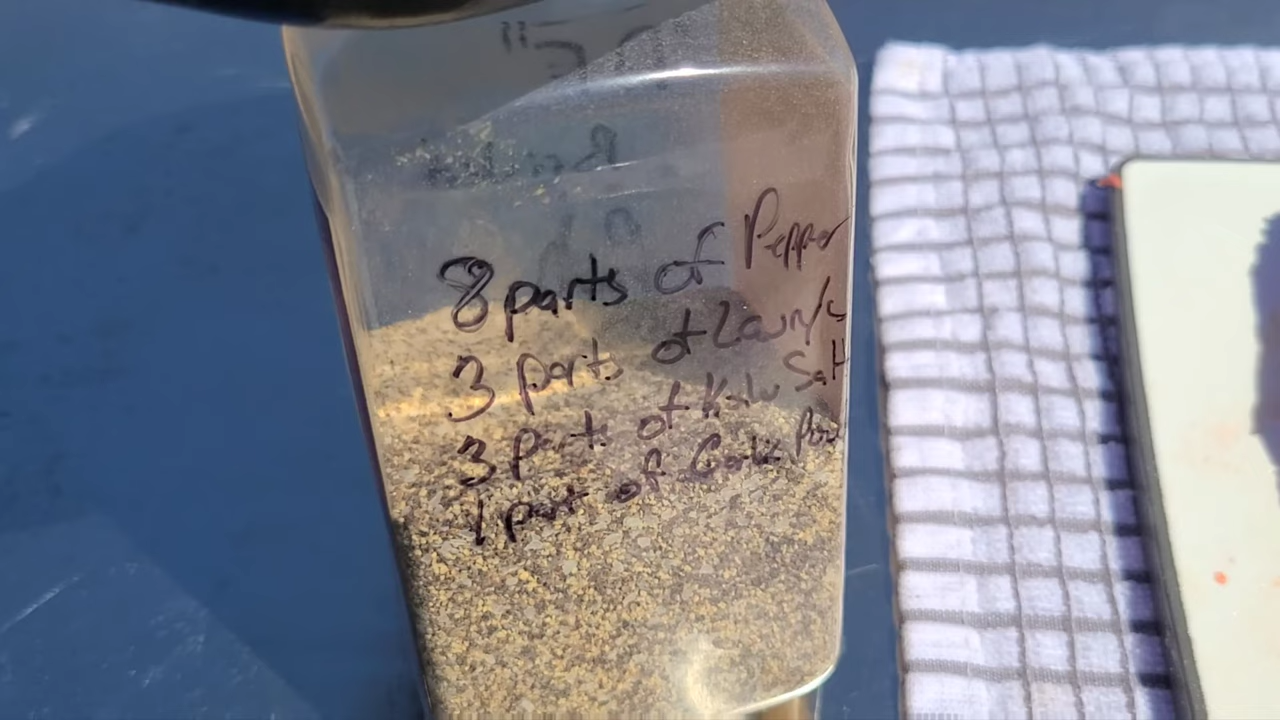 8 parts of Pepper
3 parts of Lawry's
3 parts of Salt
1 part of Garlic